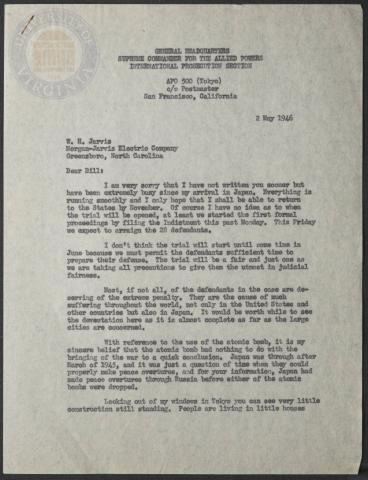 GENERAL HEADQUARTERS
SUPREME COMMANDER FOR THE ALLIED POWERS
INTERNATIONAL PROSECUTION SECTION
APO 500 (Tokyo)
c/o Postmaster
San Francisco, California
2 May 1946
W. H. Jarvis
Morgan-Jarvis Electric Company
Greensboro, North Carolina
Dear Bill:
I am very sorry that I have not written you sooner but
have been extremely busy since my arrival in Japan. Everything is
running smoothly and I only hope that I shall be able to return
to the States by November. Of course I have no idea as to when
the trial will be opened, at least we started the first formal
proceedings by filing the Indictment this past Monday. This Friday
we expect to arraign the 28 defendants.
I don't think the trial will start until some time in
June because we must permit the defendants sufficient time to
prepare their defense. The trial will be a fair and just one as
we are taking all precautions to give them the utmost in judicial
fairness.
Most, if not all, of the defendants in the case are de-
serving of the extreme penalty. They are the cause of much
suffering throughout the world, not only in the United States and
other countries but also in Japan. It would be worth while to see
the devastation here as it is almost complete as far as the large
cities are concerned.
With reference to the use of the atomic bomb, it is my
sincere belief that the atomic bomb had nothing to do with the
bringing of the war to a quick conclusion. Japan was through after
March of 1945, and it was just a question of time when they could
properly make peace overtures, and for your information, Japan had
made peace overtures through Russia before either of the atomic
bombs were dropped.
Looking out of my windows in Tokyo you can see very little
construction still standing. People are living in little houses